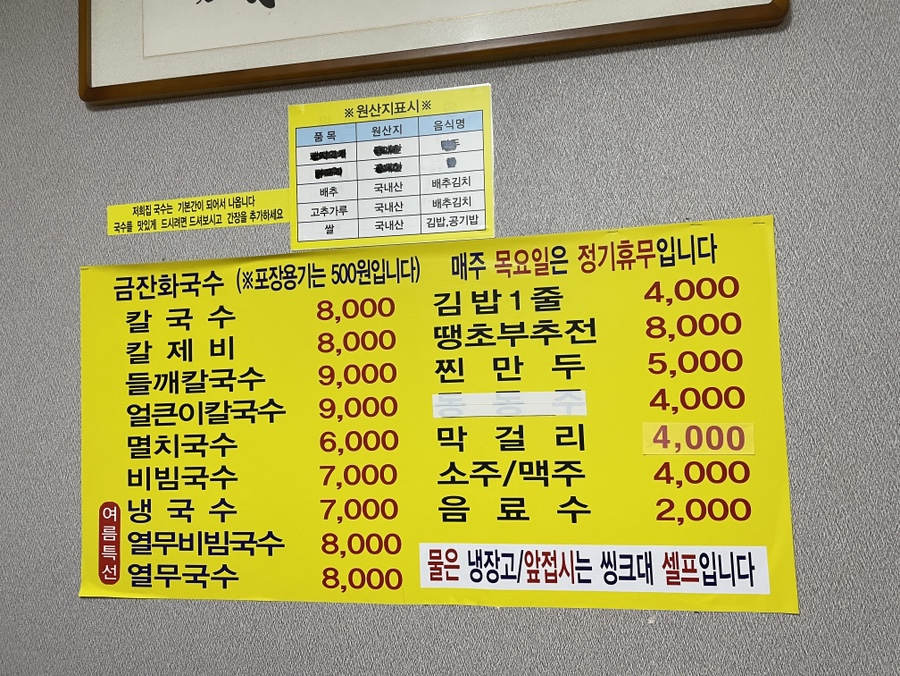 ※원산지표시※
품 목 원산지 음식명
배추 국내산 배추김치
고추가루 국내산 배추김치
쌀 국내산 김밥,공기밥
저희집 국수는 기본간이 되어서 나옵니다
국수를 맛있게 드시려면 드셔보시고 간장을 추가하세요
금잔화국수 (※포장용기는 500원입니다)
칼 국 수 8,000
칼 제 비 8,000
들깨칼국수 9,000
얼큰이칼국수 9,000
멸치국수 6,000
비빔국수 7,000
여름특선
냉 국 수 7,000
열무비빔국수 8,000
열무국수 8,000
매주 목요일은 정기휴무입니다
김밥1줄 4,000
땡초부추전 8,000
찐 만 두 5,000
동 동 주 4,000
막 걸 리 4,000
소주/맥주 4,000
음 료 수 2,000
물은 냉장고/앞접시는 씽크대 셀프입니다